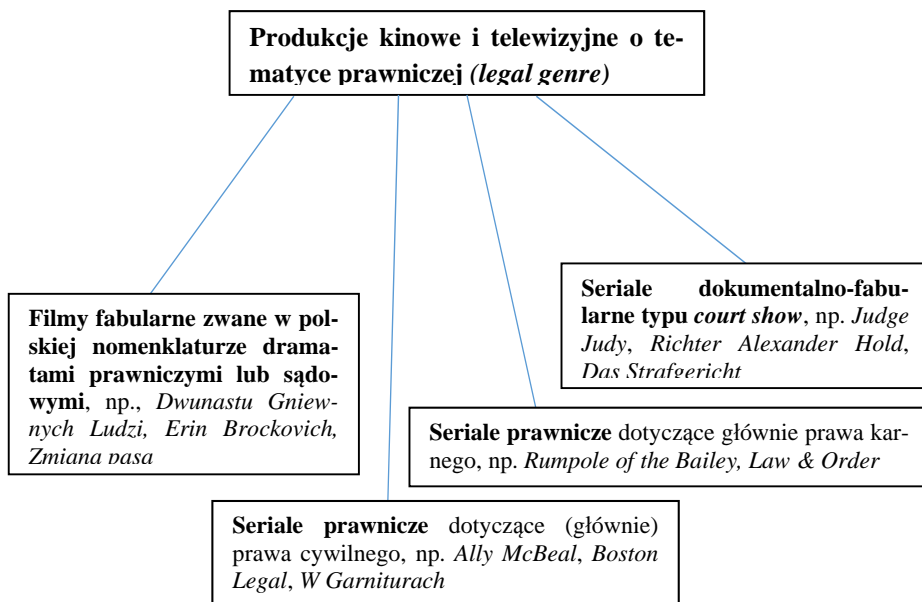 Produkcje kinowe i telewizyjne o te-
matyce prawniczej (legal genre)
Filmy fabularne zwane w pol-
skiej nomenklaturze drama-
tami prawniczymi lub sądo-
wymi, np., Dwunastu Gniew-
nych Ludzi, Erin Brockovich,
Zmiana pasa
Seriale prawnicze dotyczące (głównie)
prawa cywilnego, np. Ally McBeal, Boston
Legal, W Garniturach
Seriale prawnicze dotyczące głównie prawa kar-
nego, np. Rumpole of the Bailey, Law & Order
Seriale dokumentalno-fabu-
larne typu court show, np. Judge
Judy, Richter Alexander Hold,
Das Strafgericht